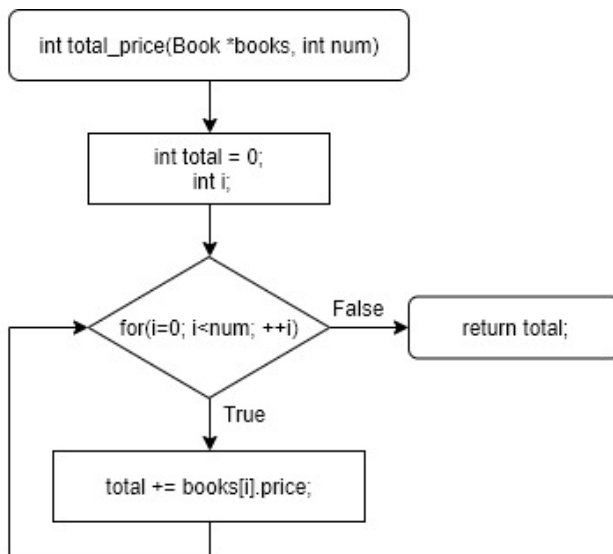 int total_price(Book *books, int num)
int total = 0;
int i;
for(i=0; i<num; ++i)
False
return total;
True
total += books[i].price;